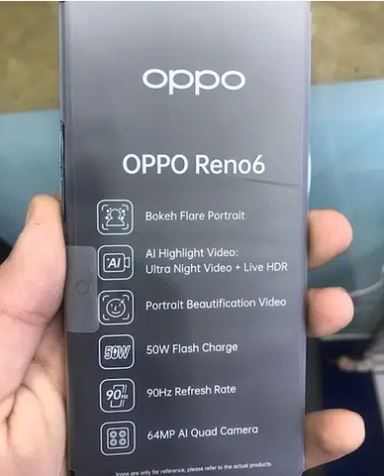 oppo
OPPO Reno6
Bokeh Flare Portrait
AI
AI Highlight Video:
Ultra Night Video + Live HDR
Portrait Beautification Video
50W
50W Flash Charge
90Hz
90Hz Refresh Rate
64MP AI Quad Camera
Icons are only for reference, please refer to the actual products.